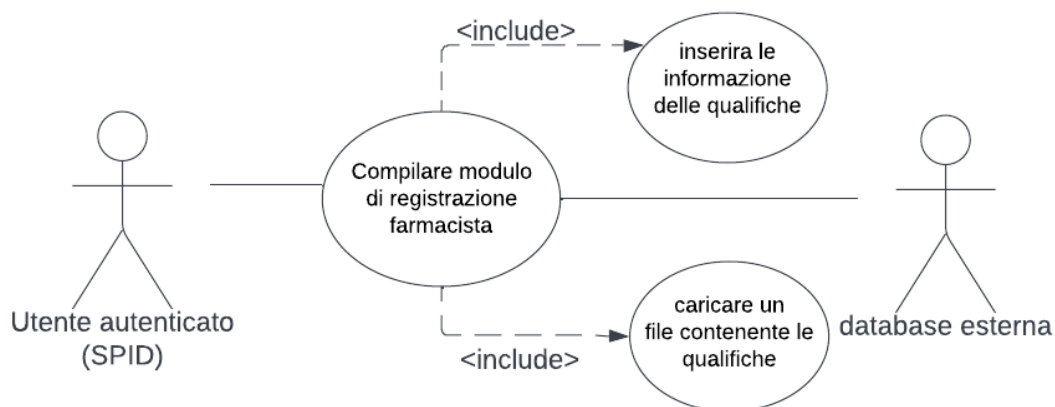 <include>
inserira le
informazione
delle qualifiche
Compilare modulo
di registrazione
farmacista
Utente autenticato
(SPID)
database esterna
caricare un
file contenente le
qualifiche
<include>